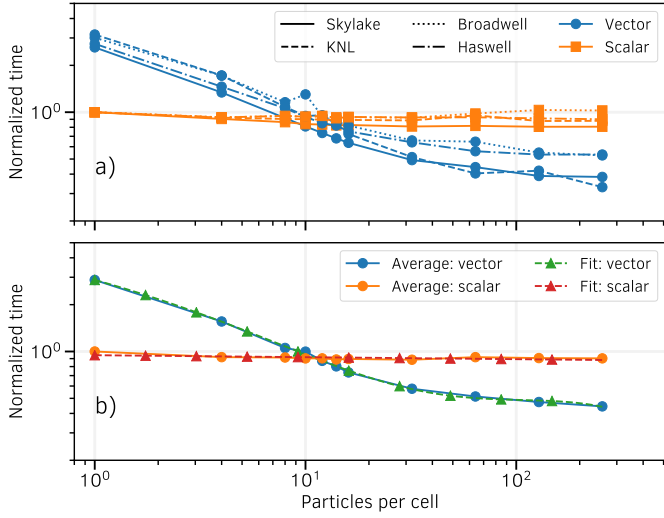 Skylake Broadwell Vector
KNL Haswell Scalar
Normalized time
10^0
a)
Average: vector Fit: vector
Average: scalar Fit: scalar
Normalized time
10^0
b)
10^0 10^1 10^2
Particles per cell